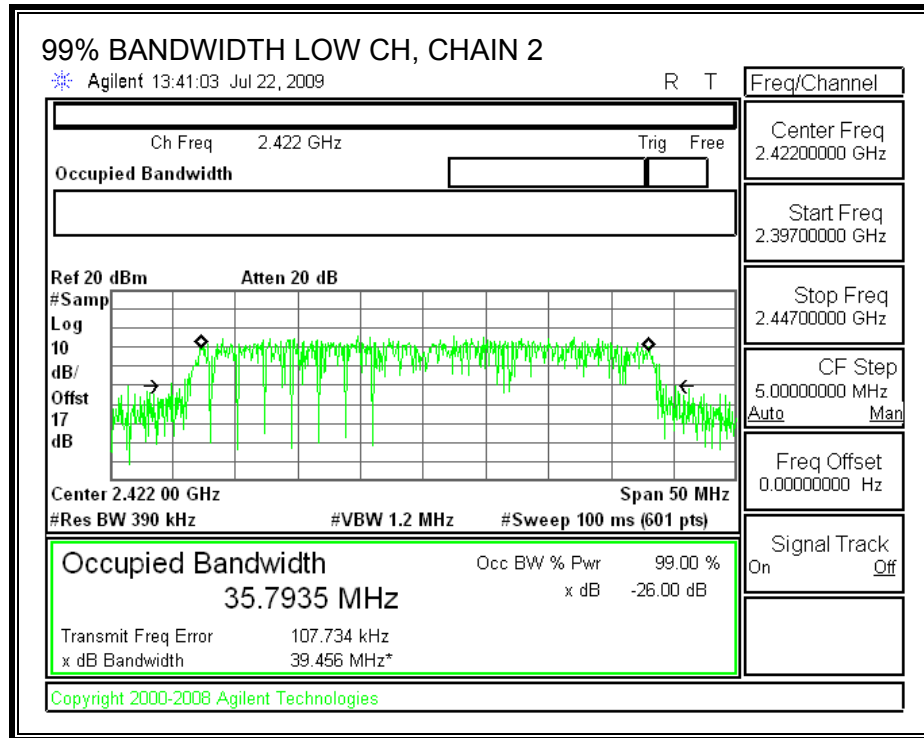 99% BANDWIDTH LOW CH, CHAIN 2
Agilent 13:41:03 Jul 22, 2009 R T
Freq/Channel
Ch Freq 2.422 GHz Trig Free
Occupied Bandwidth
Center Freq
2.42200000 GHz
Start Freq
2.39700000 GHz
Stop Freq
2.44700000 GHz
CF Step
5.00000000 MHz
Auto Man
Freq Offset
0.00000000 Hz
Signal Track
On Off
Ref 20 dBm Atten 20 dB
#Samp
Log
10
dB/
Offst
17
dB
Center 2.422 00 GHz Span 50 MHz
#Res BW 390 kHz #VBW 1.2 MHz #Sweep 100 ms (601 pts)
Occupied Bandwidth Occ BW % Pwr 99.00 %
35.7935 MHz x dB -26.00 dB
Transmit Freq Error 107.734 kHz
x dB Bandwidth 39.456 MHz*
Copyright 2000-2008 Agilent Technologies